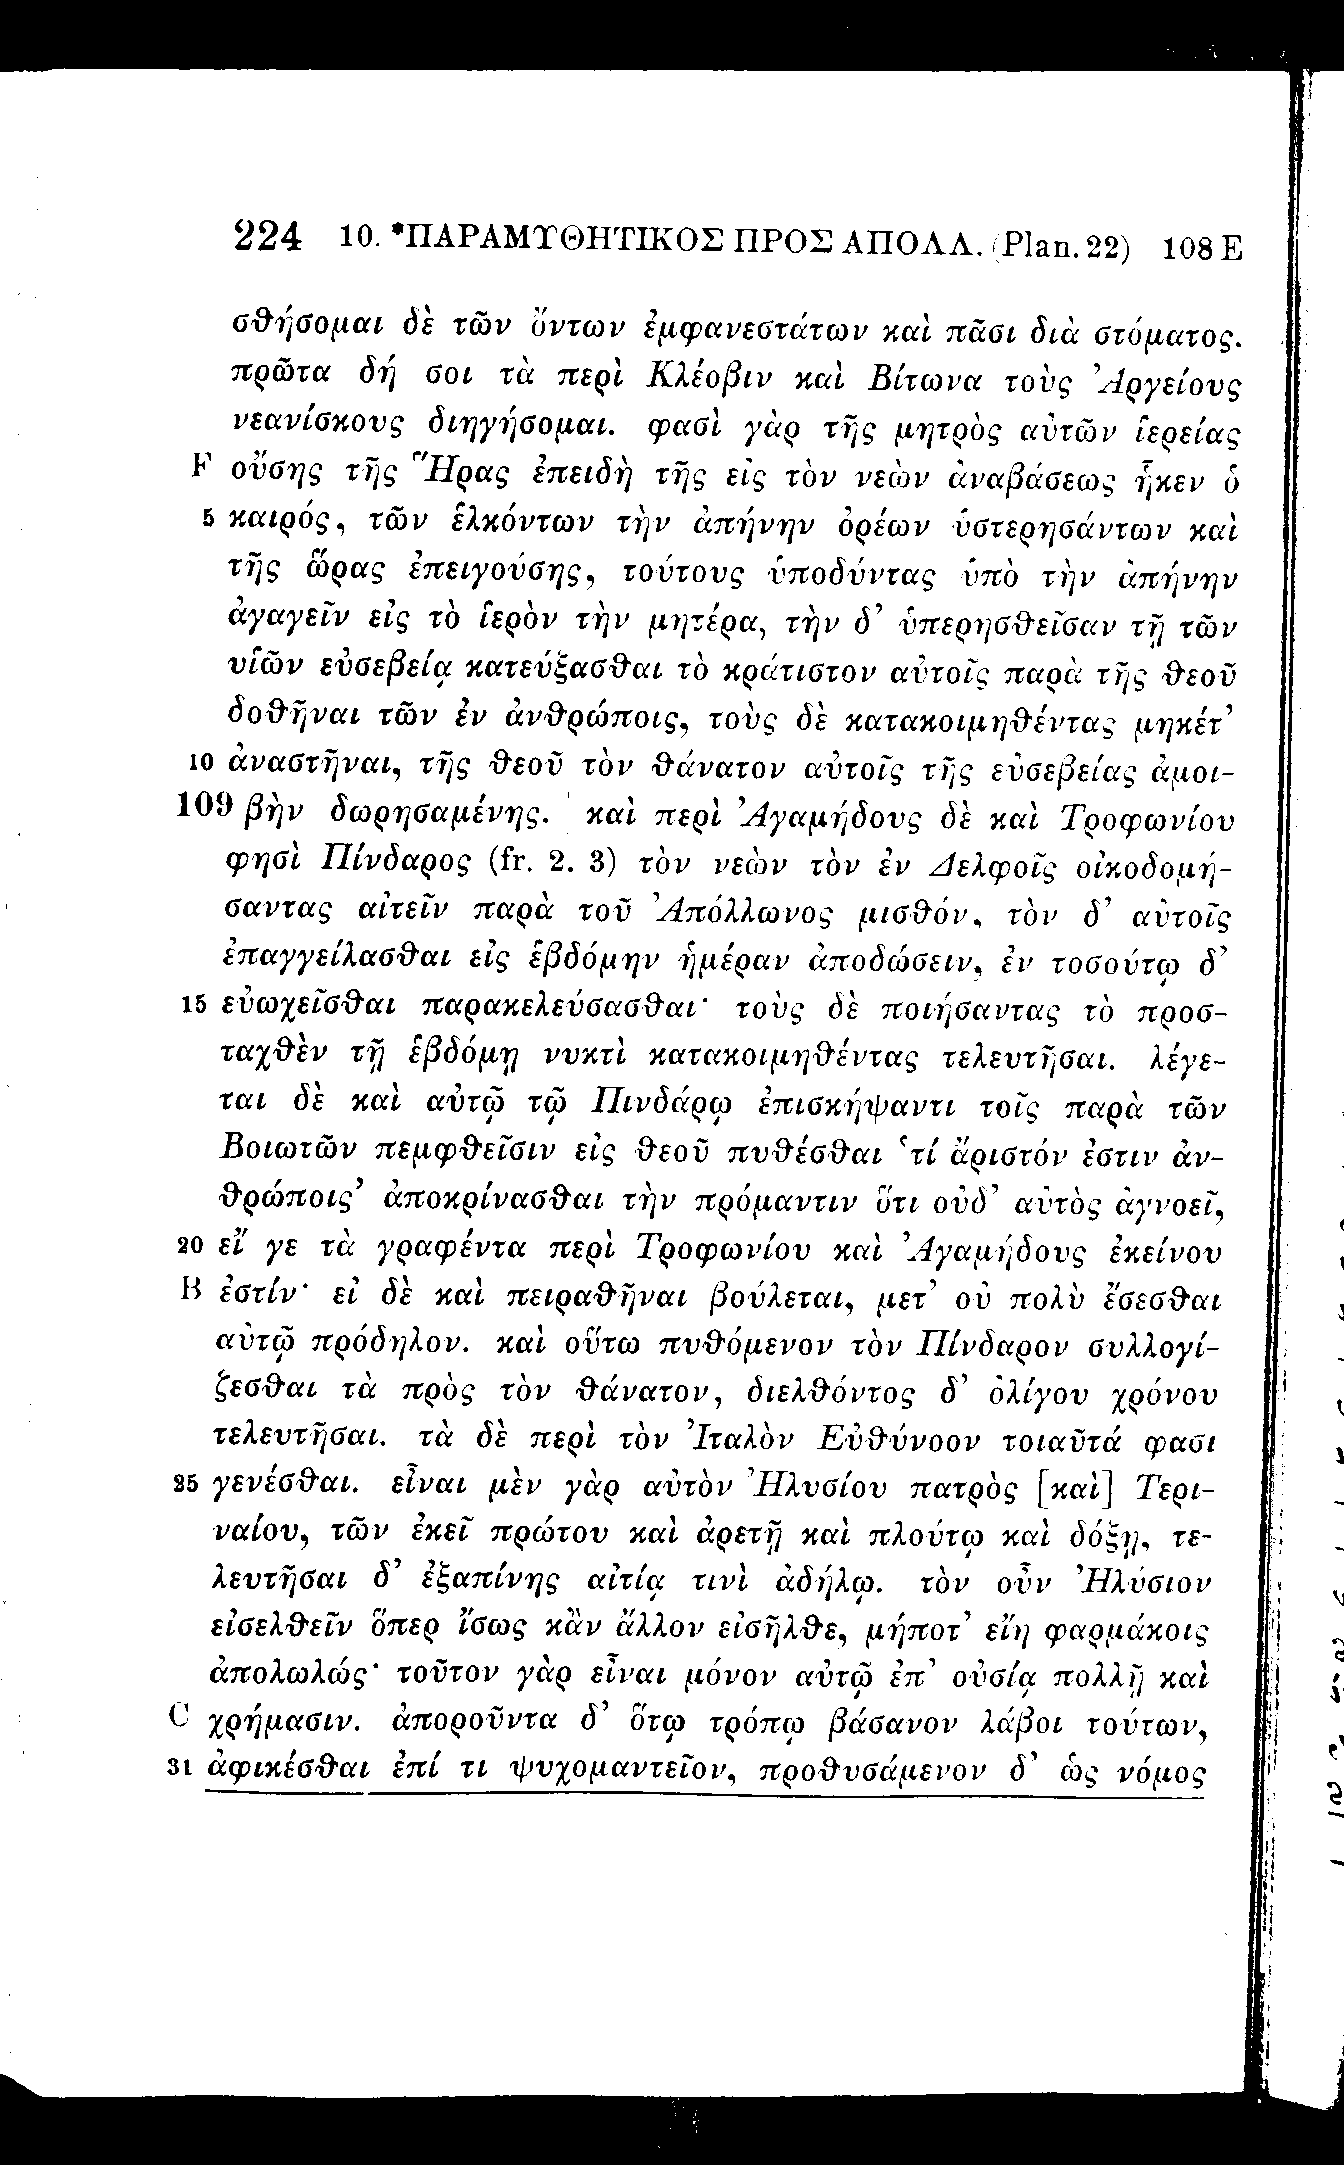 224 10. *ΠΑΡΑΜΥΘΗΤΙΚΟΣ ΠΡΟΣ ΑΠΟΛΛ. (Plan. 22) 108 E
σθήσομαι δὲ τῶν ὄντων ἐμφανεστάτων καὶ πᾶσι διὰ στόματος.
πρῶτα δή σοι τὰ περὶ Κλέοβιν καὶ Βίτωνα τοὺς Ἀργείους
νεανίσκους διηγήσομαι. φασὶ γὰρ τῆς μητρὸς αὐτῶν ἱερείας
F οὔσης τῆς Ἥρας ἐπειδὴ τῆς εἰς τὸν νεὼν ἀναβάσεως ἧκεν ὁ
5 καιρός, τῶν ἑλκόντων τὴν ἀπήνην ὀρέων ὑστερησάντων καὶ
τῆς ὥρας ἐπειγούσης, τούτους ὑποδύντας ὑπὸ τὴν ἀπήνην
ἀγαγεῖν εἰς τὸ ἱερὸν τὴν μητέρα, τὴν δ’ ὑπερησθεῖσαν τῇ τῶν
υἱῶν εὐσεβείᾳ κατεύξασθαι τὸ κράτιστον αὐτοῖς παρὰ τῆς θεοῦ
δοθῆναι τῶν ἐν ἀνθρώποις, τοὺς δὲ κατακοιμηθέντας μηκέτ’
10 ἀναστῆναι, τῆς θεοῦ τὸν θάνατον αὐτοῖς τῆς εὐσεβείας ἀμοι-
109 βὴν δωρησαμένης. ' καὶ περὶ Ἀγαμήδους δὲ καὶ Τροφωνίου
φησὶ Πίνδαρος (fr. 2. 3) τὸν νεὼν τὸν ἐν Δελφοῖς οἰκοδομή-
σαντας αἰτεῖν παρὰ τοῦ Ἀπόλλωνος μισθόν, τὸν δ’ αὐτοῖς
ἐπαγγείλασθαι εἰς ἑβδόμην ἡμέραν ἀποδώσειν, ἐν τοσούτῳ δ’
15 εὐωχεῖσθαι παρακελεύσασθαι· τοὺς δὲ ποιήσαντας τὸ προσ-
ταχθὲν τῇ ἑβδόμῃ νυκτὶ κατακοιμηθέντας τελευτῆσαι. λέγε-
ται δὲ καὶ αὐτῷ τῷ Πινδάρῳ ἐπισκήψαντι τοῖς παρὰ τῶν
Βοιωτῶν πεμφθεῖσιν εἰς θεοῦ πυθέσθαι ‘τί ἄριστόν ἐστιν ἀν-
θρώποις’ ἀποκρίνασθαι τὴν πρόμαντιν ὅτι οὐδ’ αὐτὸς ἀγνοεῖ,
20 εἴ γε τὰ γραφέντα περὶ Τροφωνίου καὶ Ἀγαμήδους ἐκείνου
B ἐστίν· εἰ δὲ καὶ πειραθῆναι βούλεται, μετ’ οὐ πολὺ ἔσεσθαι
αὐτῷ πρόδηλον. καὶ οὕτω πυθόμενον τὸν Πίνδαρον συλλογί-
ζεσθαι τὰ πρὸς τὸν θάνατον, διελθόντος δ’ ὀλίγου χρόνου
τελευτῆσαι. τὰ δὲ περὶ τὸν Ἰταλὸν Εὐθύνοον τοιαῦτά φασι
25 γενέσθαι. εἶναι μὲν γὰρ αὐτὸν Ἠλυσίου πατρὸς [καὶ] Τερι-
ναίου, τῶν ἐκεῖ πρώτου καὶ ἀρετῇ καὶ πλούτῳ καὶ δόξῃ, τε-
λευτῆσαι δ’ ἐξαπίνης αἰτίᾳ τινὶ ἀδήλῳ. τὸν οὖν Ἠλύσιον
εἰσελθεῖν ὅπερ ἴσως κἂν ἄλλον εἰσῆλθε, μήποτ’ εἴη φαρμάκοις
ἀπολωλώς· τοῦτον γὰρ εἶναι μόνον αὐτῷ ἐπ’ οὐσίᾳ πολλῇ καὶ
C χρήμασιν. ἀποροῦντα δ’ ὅτῳ τρόπῳ βάσανον λάβοι τούτων,
31 ἀφικέσθαι ἐπί τι ψυχομαντεῖον, προθυσάμενον δ’ ὡς νόμος